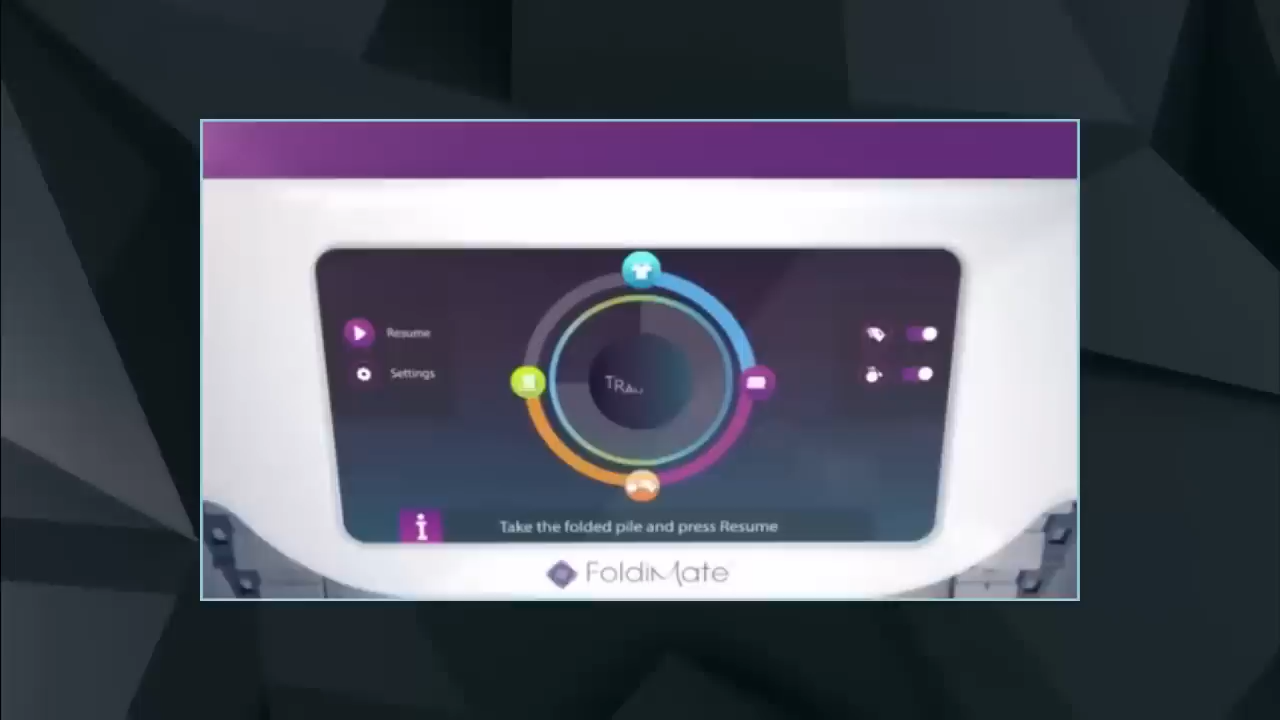 Resume
Settings
i
Take the folded pile and press Resume
FoldiMate